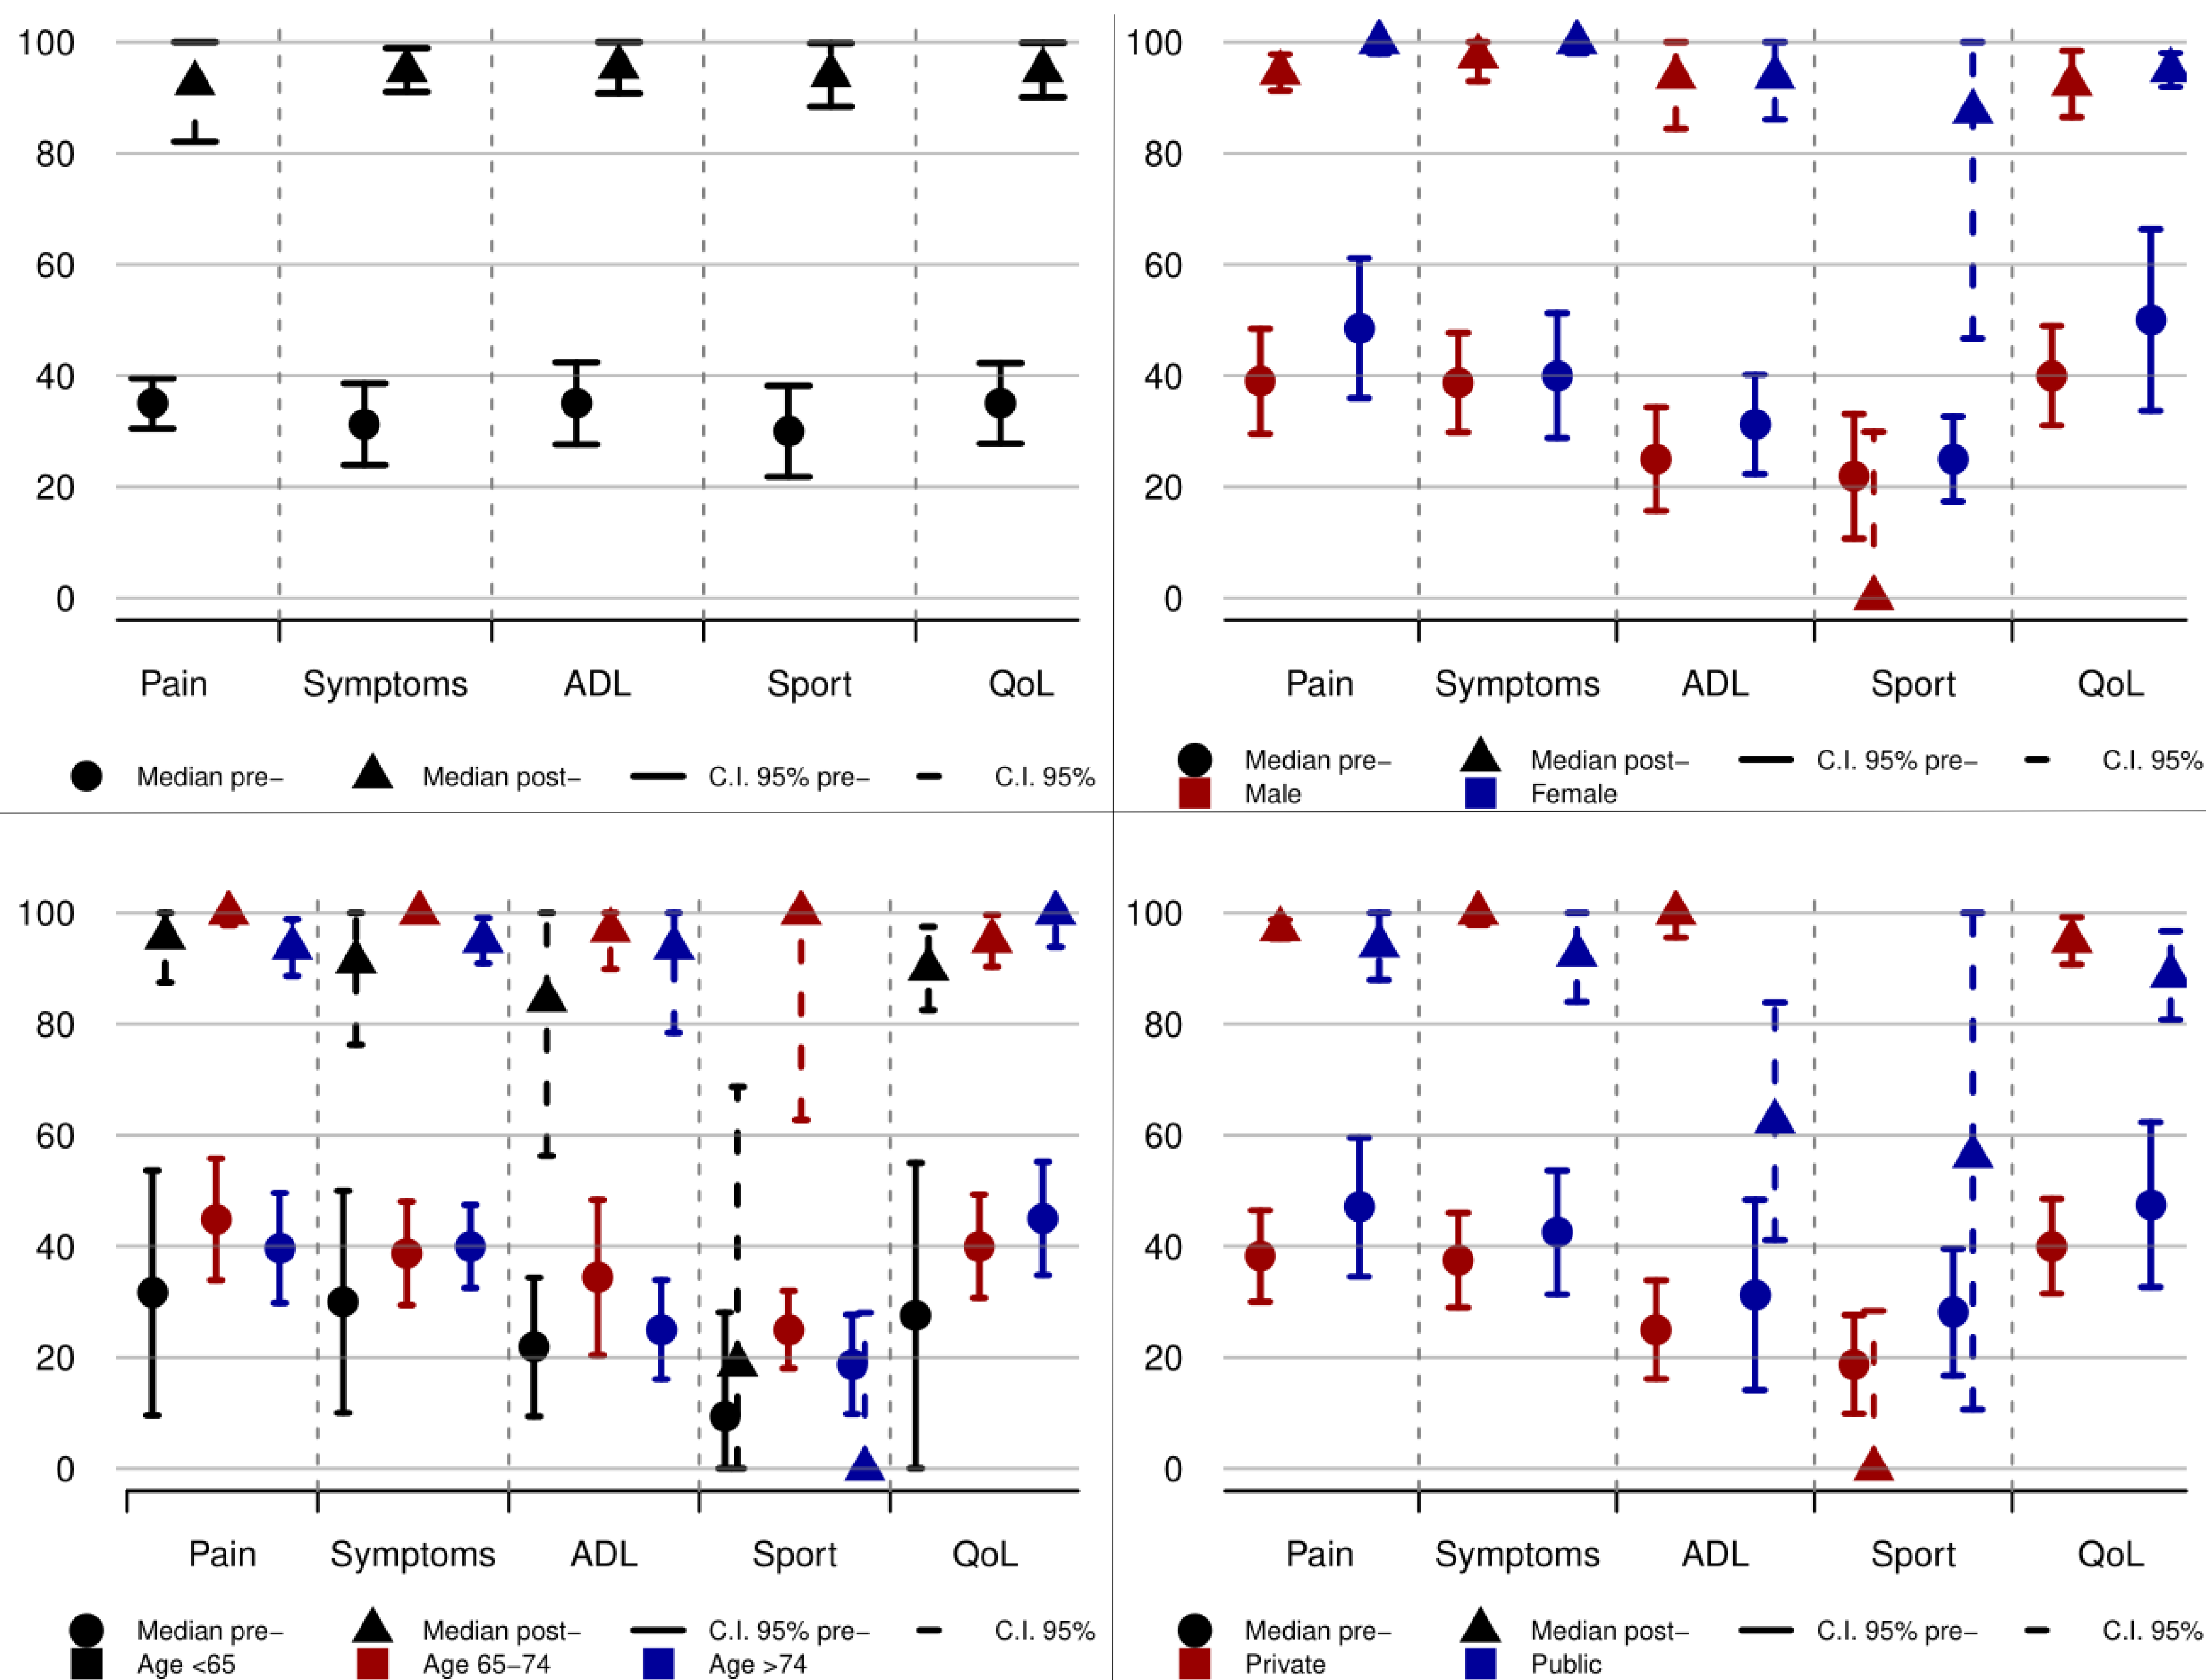 100
80
60
40
20
0
Pain Symptoms ADL Sport QoL
Median pre− Median post− C.I. 95% pre− C.I. 95%
100
80
60
40
20
0
Pain Symptoms ADL Sport QoL
Median pre− Median post− C.I. 95% pre− C.I. 95%
Male Female
100
80
60
40
20
0
Pain Symptoms ADL Sport QoL
Median pre− Median post− C.I. 95% pre− C.I. 95%
Age <65 Age 65−74 Age >74
100
80
60
40
20
0
Pain Symptoms ADL Sport QoL
Median pre− Median post− C.I. 95% pre− C.I. 95%
Private Public